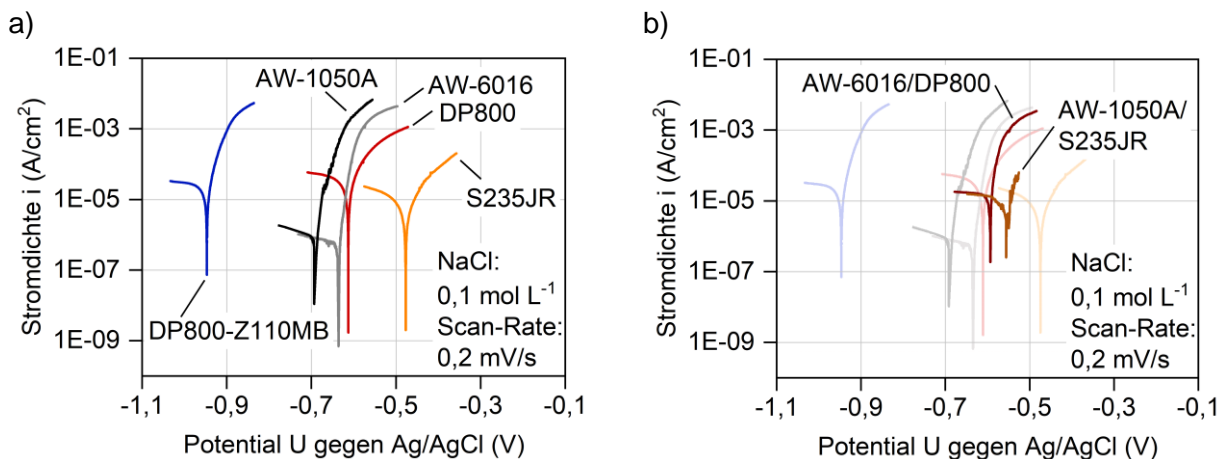 a)
1E-01
1E-03
1E-05
1E-07
1E-09
Stromdichte i (A/cm²)
AW-1050A
AW-6016
DP800
S235JR
DP800-Z110MB
NaCl:
0,1 mol L⁻¹
Scan-Rate:
0,2 mV/s
-1,1
-0,9
-0,7
-0,5
-0,3
-0,1
Potential U gegen Ag/AgCl (V)
b)
1E-01
1E-03
1E-05
1E-07
1E-09
Stromdichte i (A/cm²)
AW-6016/DP800
AW-1050A/
S235JR
NaCl:
0,1 mol L⁻¹
Scan-Rate:
0,2 mV/s
-1,1
-0,9
-0,7
-0,5
-0,3
-0,1
Potential U gegen Ag/AgCl (V)